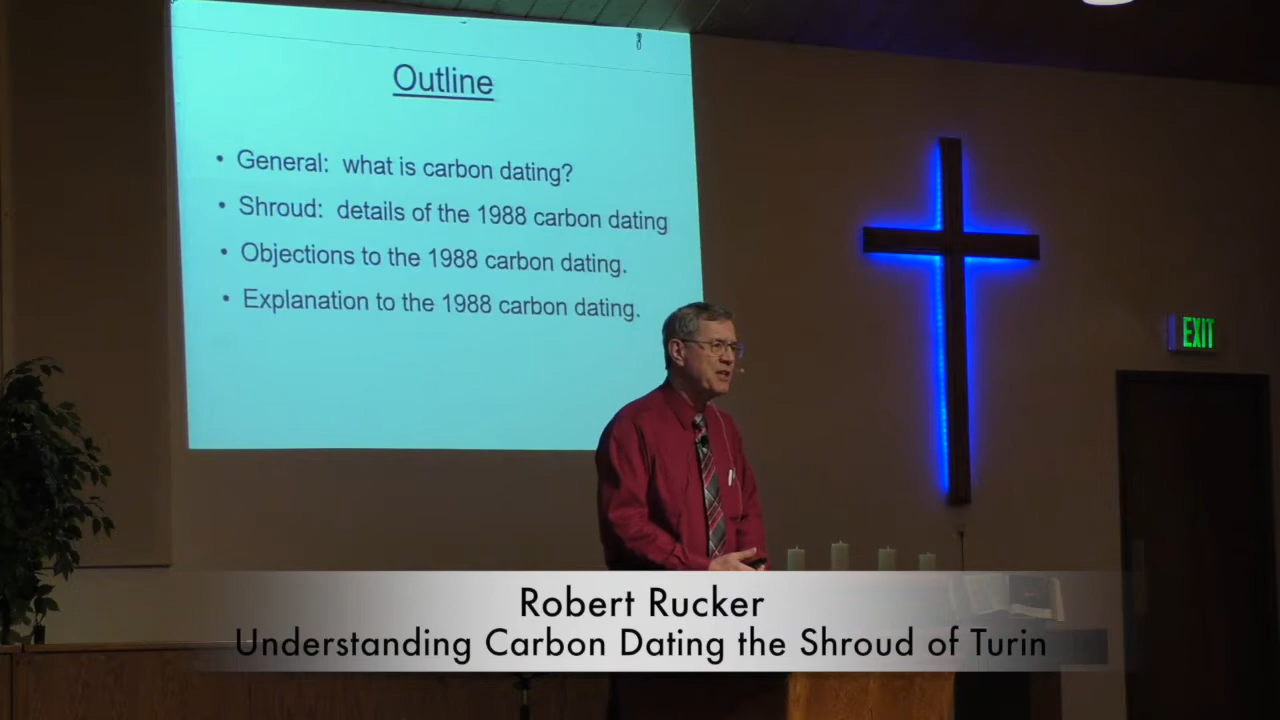 Outline
• General: what is carbon dating?
• Shroud: details of the 1988 carbon dating
• Objections to the 1988 carbon dating.
• Explanation to the 1988 carbon dating.
EXIT
Robert Rucker
Understanding Carbon Dating the Shroud of Turin